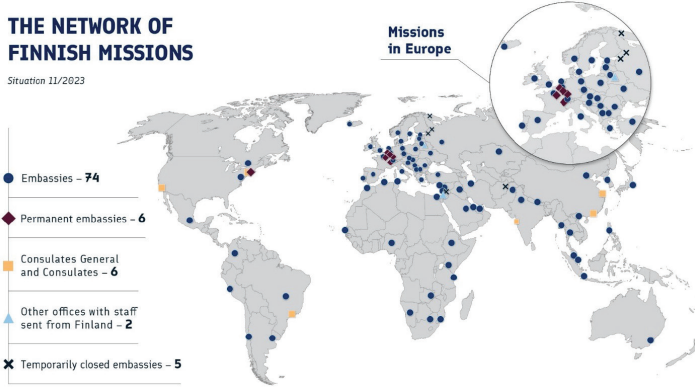 THE NETWORK OF
FINNISH MISSIONS
Situation 11/2023
Missions
in Europe
Embassies – 74
Permanent embassies – 6
Consulates General
and Consulates – 6
Other offices with staff
sent from Finland – 2
Temporarily closed embassies – 5